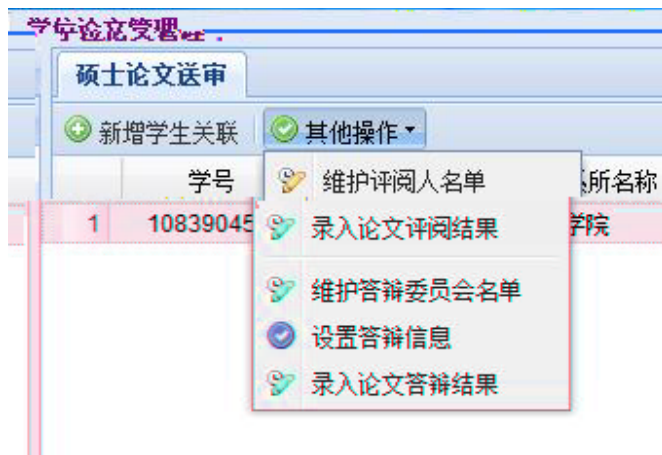 学位论文管理
硕士论文送审
新增学生关联 其他操作
学号 所名称
1 10839045 学院
维护评阅人名单
录入论文评阅结果
维护答辩委员会名单
设置答辩信息
录入论文答辩结果